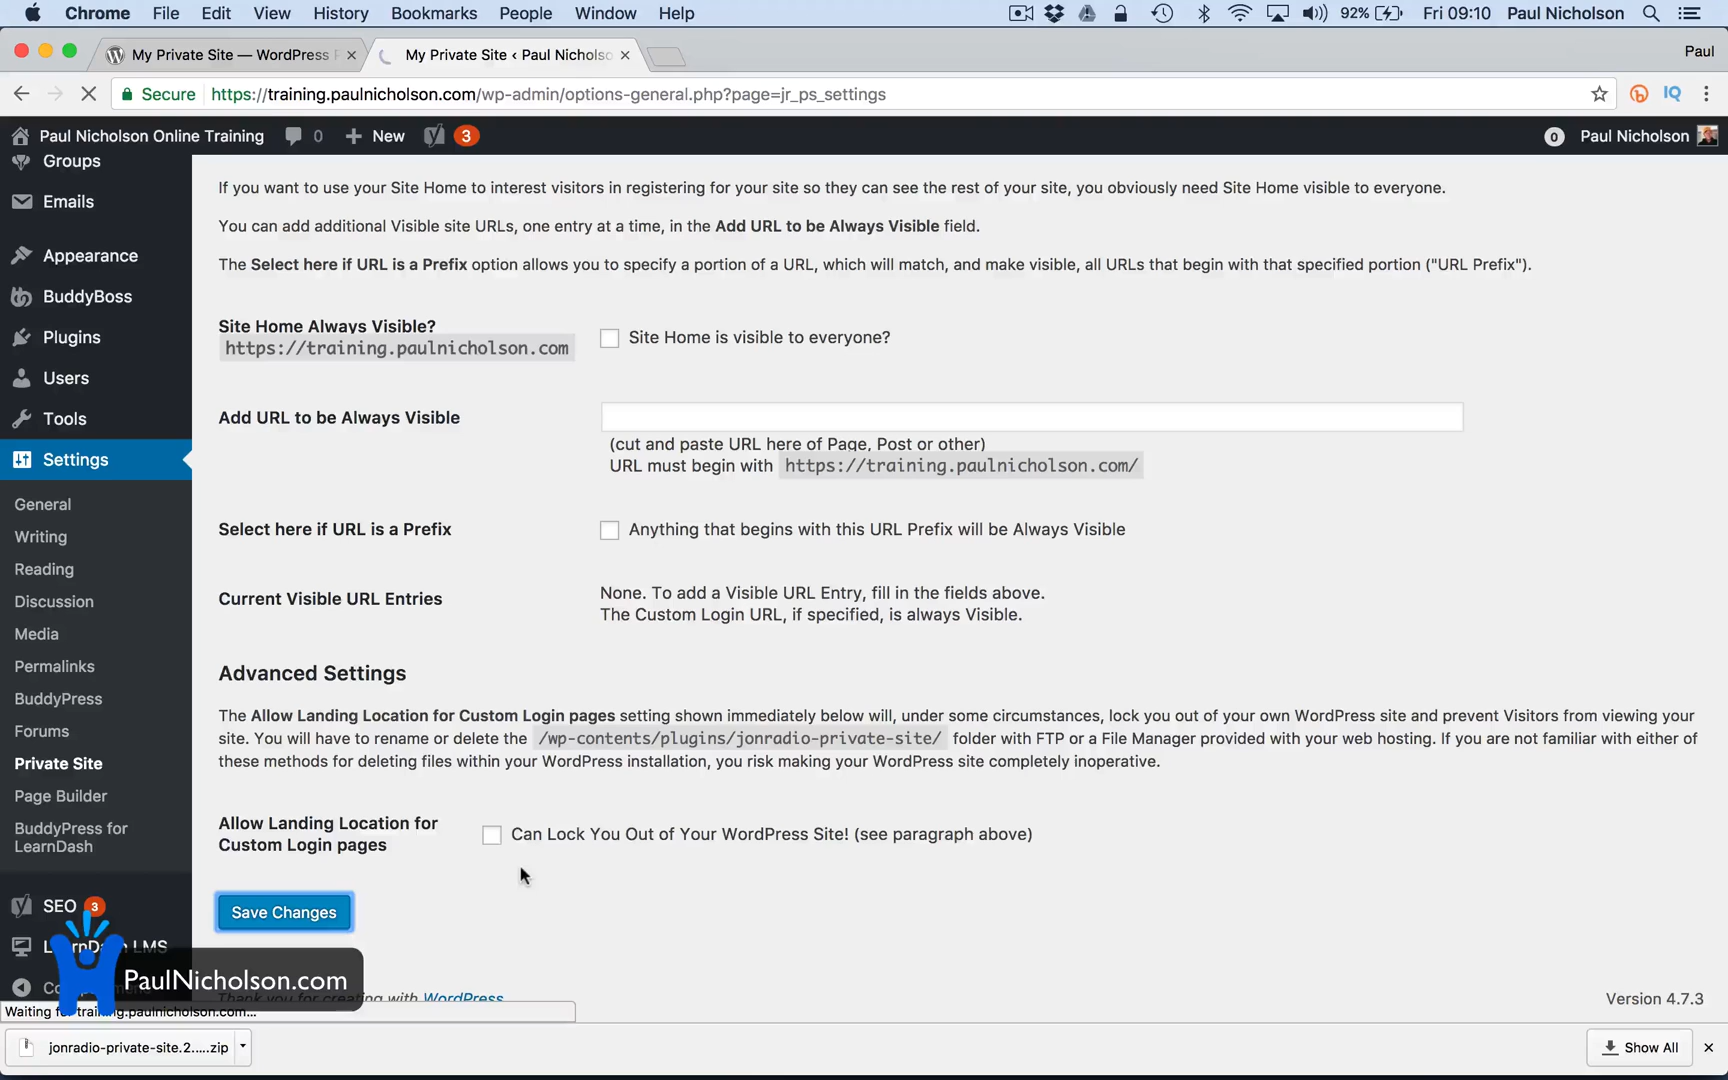 Chrome File Edit View History Bookmarks People Window Help 92% Fri 09:10 Paul Nicholson
My Private Site — WordPress My Private Site ‹ Paul Nicholso Paul
Secure https://training.paulnicholson.com/wp-admin/options-general.php?page=jr_ps_settings
Paul Nicholson Online Training 0 New 3 0 Paul Nicholson
Groups
Emails
Appearance
BuddyBoss
Plugins
Users
Tools
Settings
General
Writing
Reading
Discussion
Media
Permalinks
BuddyPress
Forums
Private Site
Page Builder
BuddyPress for
LearnDash
SEO 3
LMS
If you want to use your Site Home to interest visitors in registering for your site so they can see the rest of your site, you obviously need Site Home visible to everyone.
You can add additional Visible site URLs, one entry at a time, in the Add URL to be Always Visible field.
The Select here if URL is a Prefix option allows you to specify a portion of a URL, which will match, and make visible, all URLs that begin with that specified portion ("URL Prefix").
Site Home Always Visible?
https://training.paulnicholson.com
Site Home is visible to everyone?
Add URL to be Always Visible
(cut and paste URL here of Page, Post or other)
URL must begin with https://training.paulnicholson.com/
Select here if URL is a Prefix Anything that begins with this URL Prefix will be Always Visible
Current Visible URL Entries
None. To add a Visible URL Entry, fill in the fields above.
The Custom Login URL, if specified, is always Visible.
Advanced Settings
The Allow Landing Location for Custom Login pages setting shown immediately below will, under some circumstances, lock you out of your own WordPress site and prevent Visitors from viewing your
site. You will have to rename or delete the /wp-contents/plugins/jonradio-private-site/ folder with FTP or a File Manager provided with your web hosting. If you are not familiar with either of
these methods for deleting files within your WordPress installation, you risk making your WordPress site completely inoperative.
Allow Landing Location for
Custom Login pages
Can Lock You Out of Your WordPress Site! (see paragraph above)
Save Changes
PaulNicholson.com
Thank you for creating with WordPress
Version 4.7.3
Waiting for training.paulnicholson.com...
jonradio-private-site.2.....zip Show All